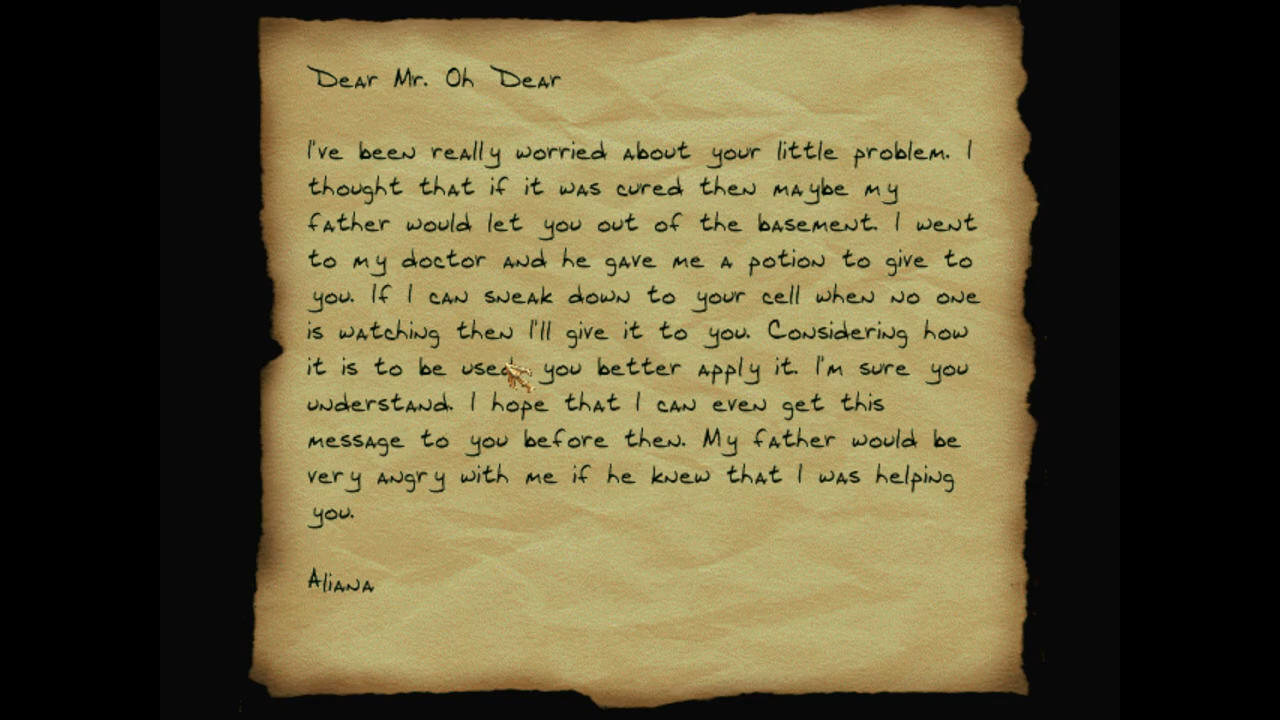 Dear Mr. Oh Dear
I've been really worried about your little problem. I
thought that if it was cured then maybe my
father would let you out of the basement. I went
to my doctor and he gave me a potion to give to
you. If I can sneak down to your cell when no one
is watching then I'll give it to you. Considering how
it is to be used you better apply it. I'm sure you
understand. I hope that I can even get this
message to you before then. My father would be
very angry with me if he knew that I was helping
you.
Aliana